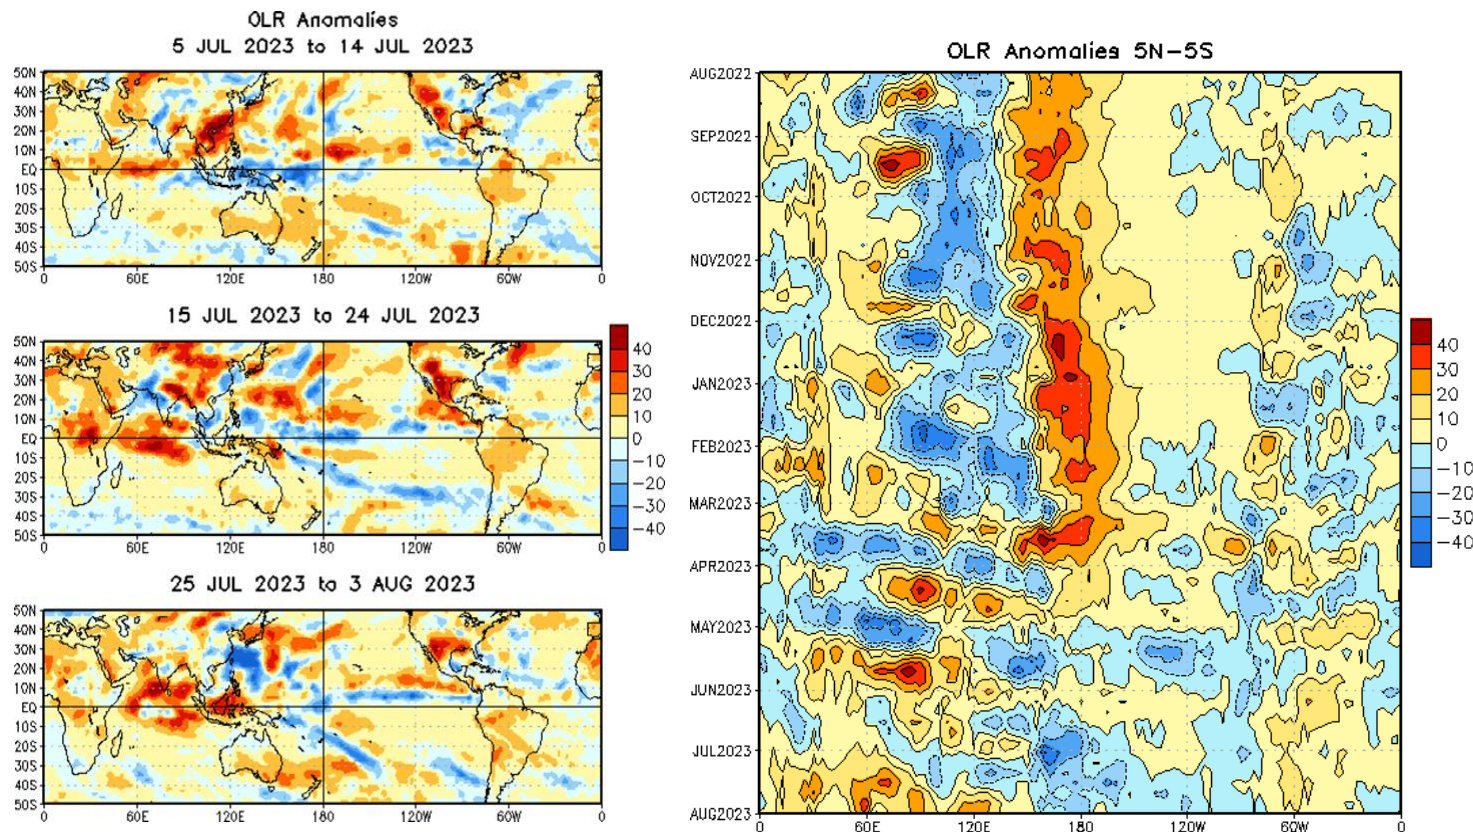 OLR Anomalies
5 JUL 2023 to 14 JUL 2023
50N
40N
30N
20N
10N
EQ
10S
20S
30S
40S
50S
0 60E 120E 180 120W 60W 0
15 JUL 2023 to 24 JUL 2023
50N
40N
30N
20N
10N
EQ
10S
20S
30S
40S
50S
0 60E 120E 180 120W 60W 0
40
30
20
10
0
-10
-20
-30
-40
25 JUL 2023 to 3 AUG 2023
50N
40N
30N
20N
10N
EQ
10S
20S
30S
40S
50S
0 60E 120E 180 120W 60W 0
OLR Anomalies 5N-5S
AUG2022
SEP2022
OCT2022
NOV2022
DEC2022
JAN2023
FEB2023
MAR2023
APR2023
MAY2023
JUN2023
JUL2023
AUG2023
0 60E 120E 180 120W 60W 0
40
30
20
10
0
-10
-20
-30
-40